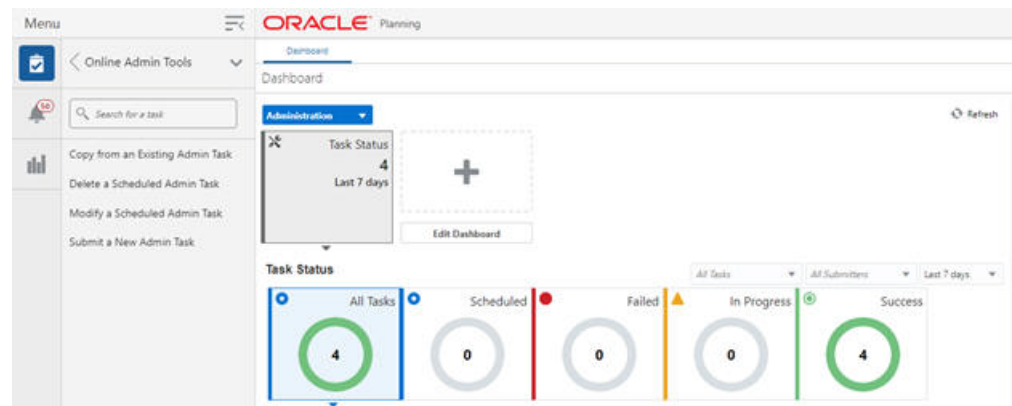 Menu
ORACLE Planning
Online Admin Tools
Dashboard
Dashboard
50
Search for a task
Administration
Refresh
Copy from an Existing Admin Task
Delete a Scheduled Admin Task
Modify a Scheduled Admin Task
Submit a New Admin Task
Task Status
4
Last 7 days
Edit Dashboard
Task Status
All Tasks
All Submitters
Last 7 days
All Tasks
4
Scheduled
0
Failed
0
In Progress
0
Success
4